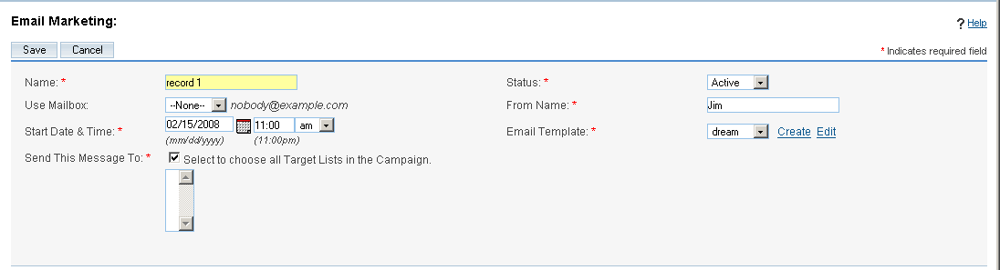 Email Marketing:
? Help
Save Cancel
* Indicates required field
Name: * record 1 Status: * Active
Use Mailbox: --None-- nobody@example.com From Name: * Jim
Start Date & Time: * 02/15/2008 11:00 am Email Template: * dream Create Edit
(mm/dd/yyyy) (11:00pm)
Send This Message To: * Select to choose all Target Lists in the Campaign.